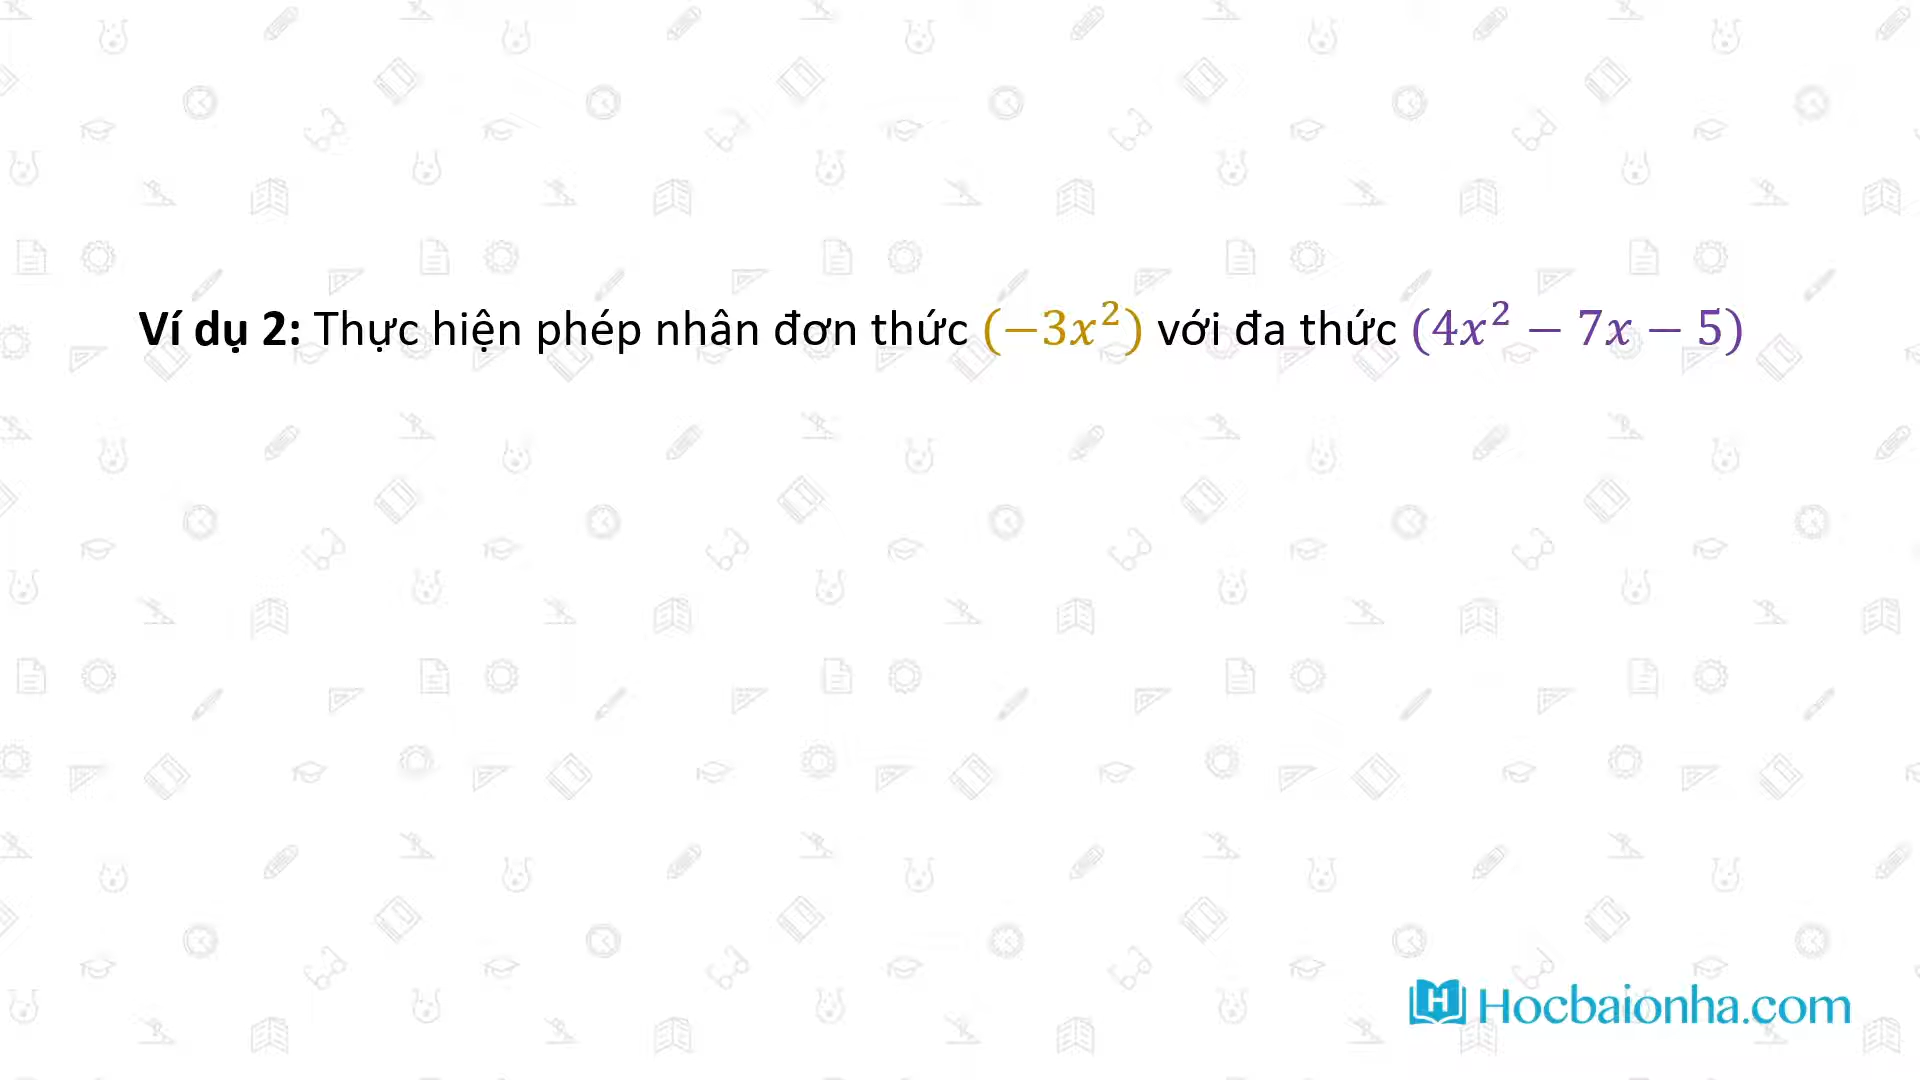 Ví dụ 2: Thực hiện phép nhân đơn thức (−3x²) với đa thức (4x² − 7x − 5)
H Hocbaionha.com